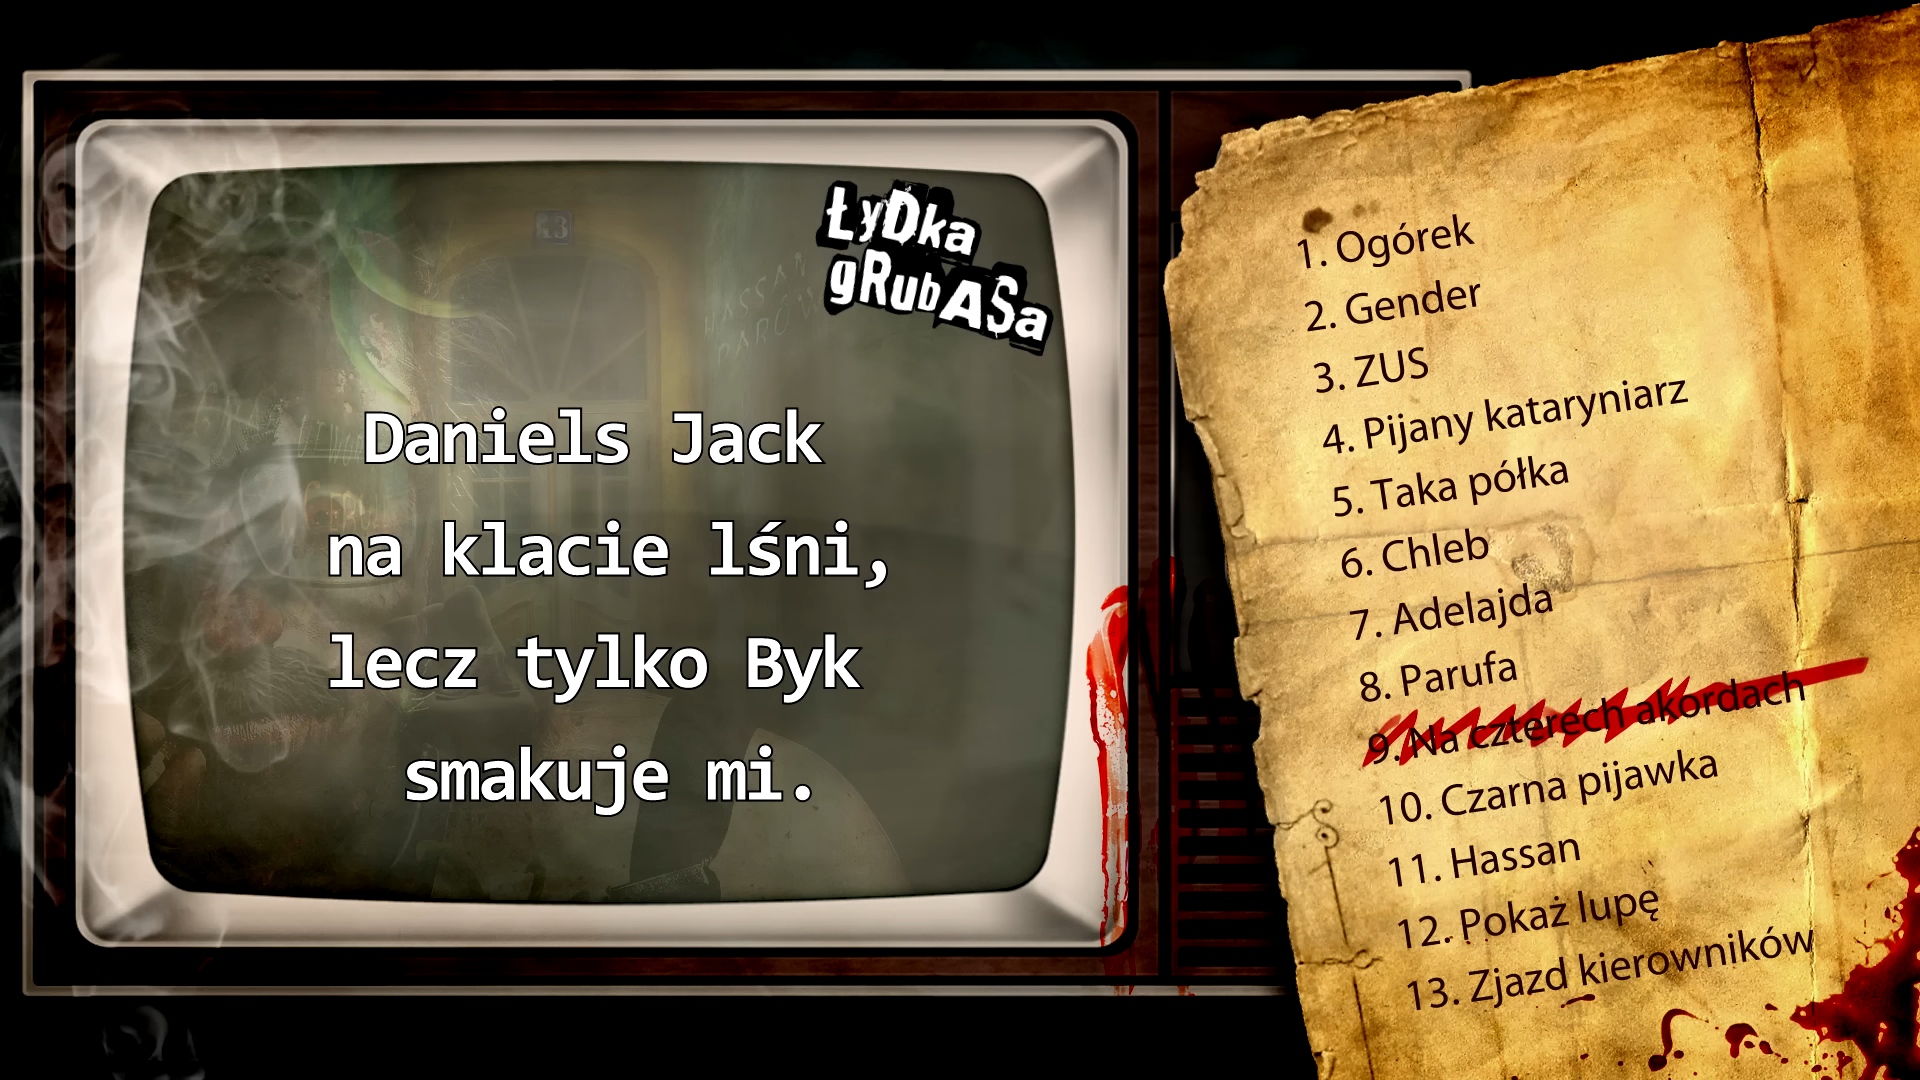 ŁyDka
gRubASa
Daniels Jack
na klacie lśni,
lecz tylko Byk
smakuje mi.
1. Ogórek
2. Gender
3. ZUS
4. Pijany kataryniarz
5. Taka półka
6. Chleb
7. Adelajda
8. Parufa
9. Na czterech akordach
10. Czarna pijawka
11. Hassan
12. Pokaż lupę
13. Zjazd kierowników
13
HASSAN